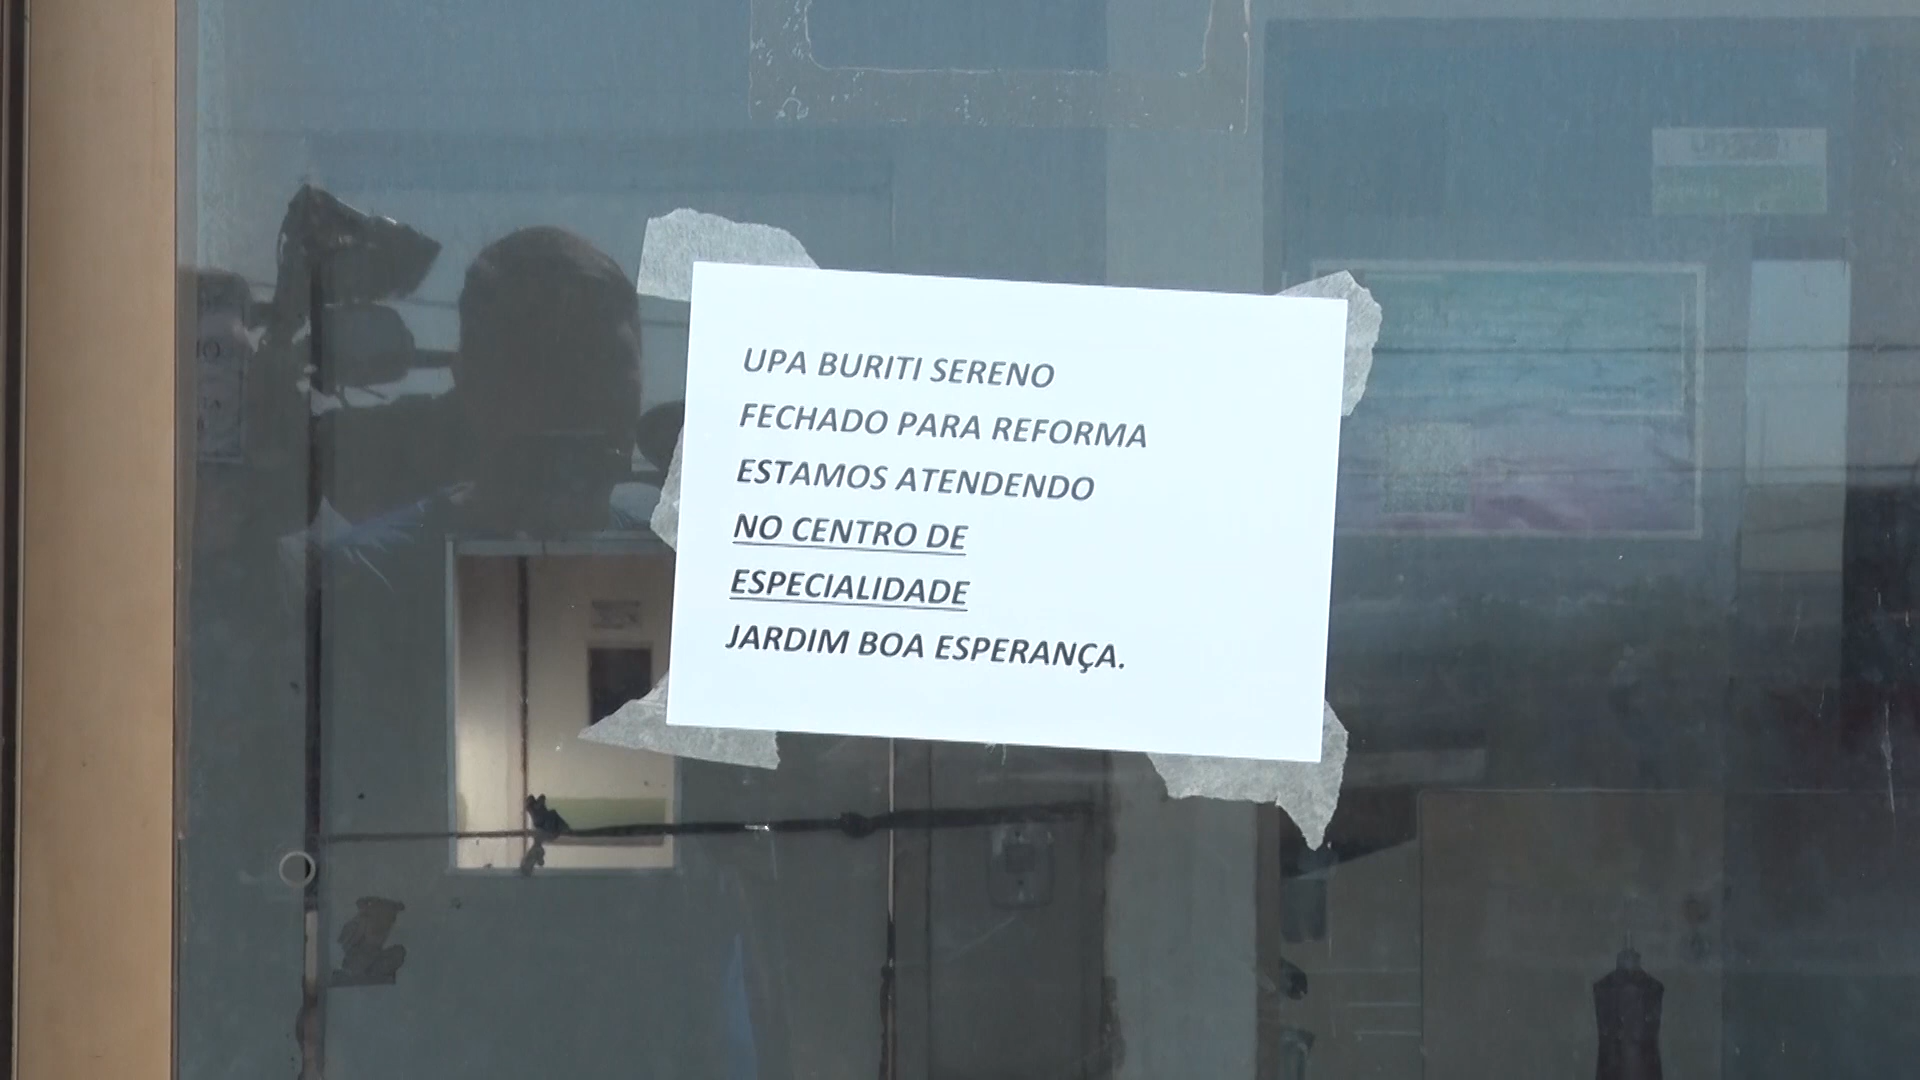 UPA BURITI SERENO
FECHADO PARA REFORMA
ESTAMOS ATENDENDO
NO CENTRO DE
ESPECIALIDADE
JARDIM BOA ESPERANÇA.